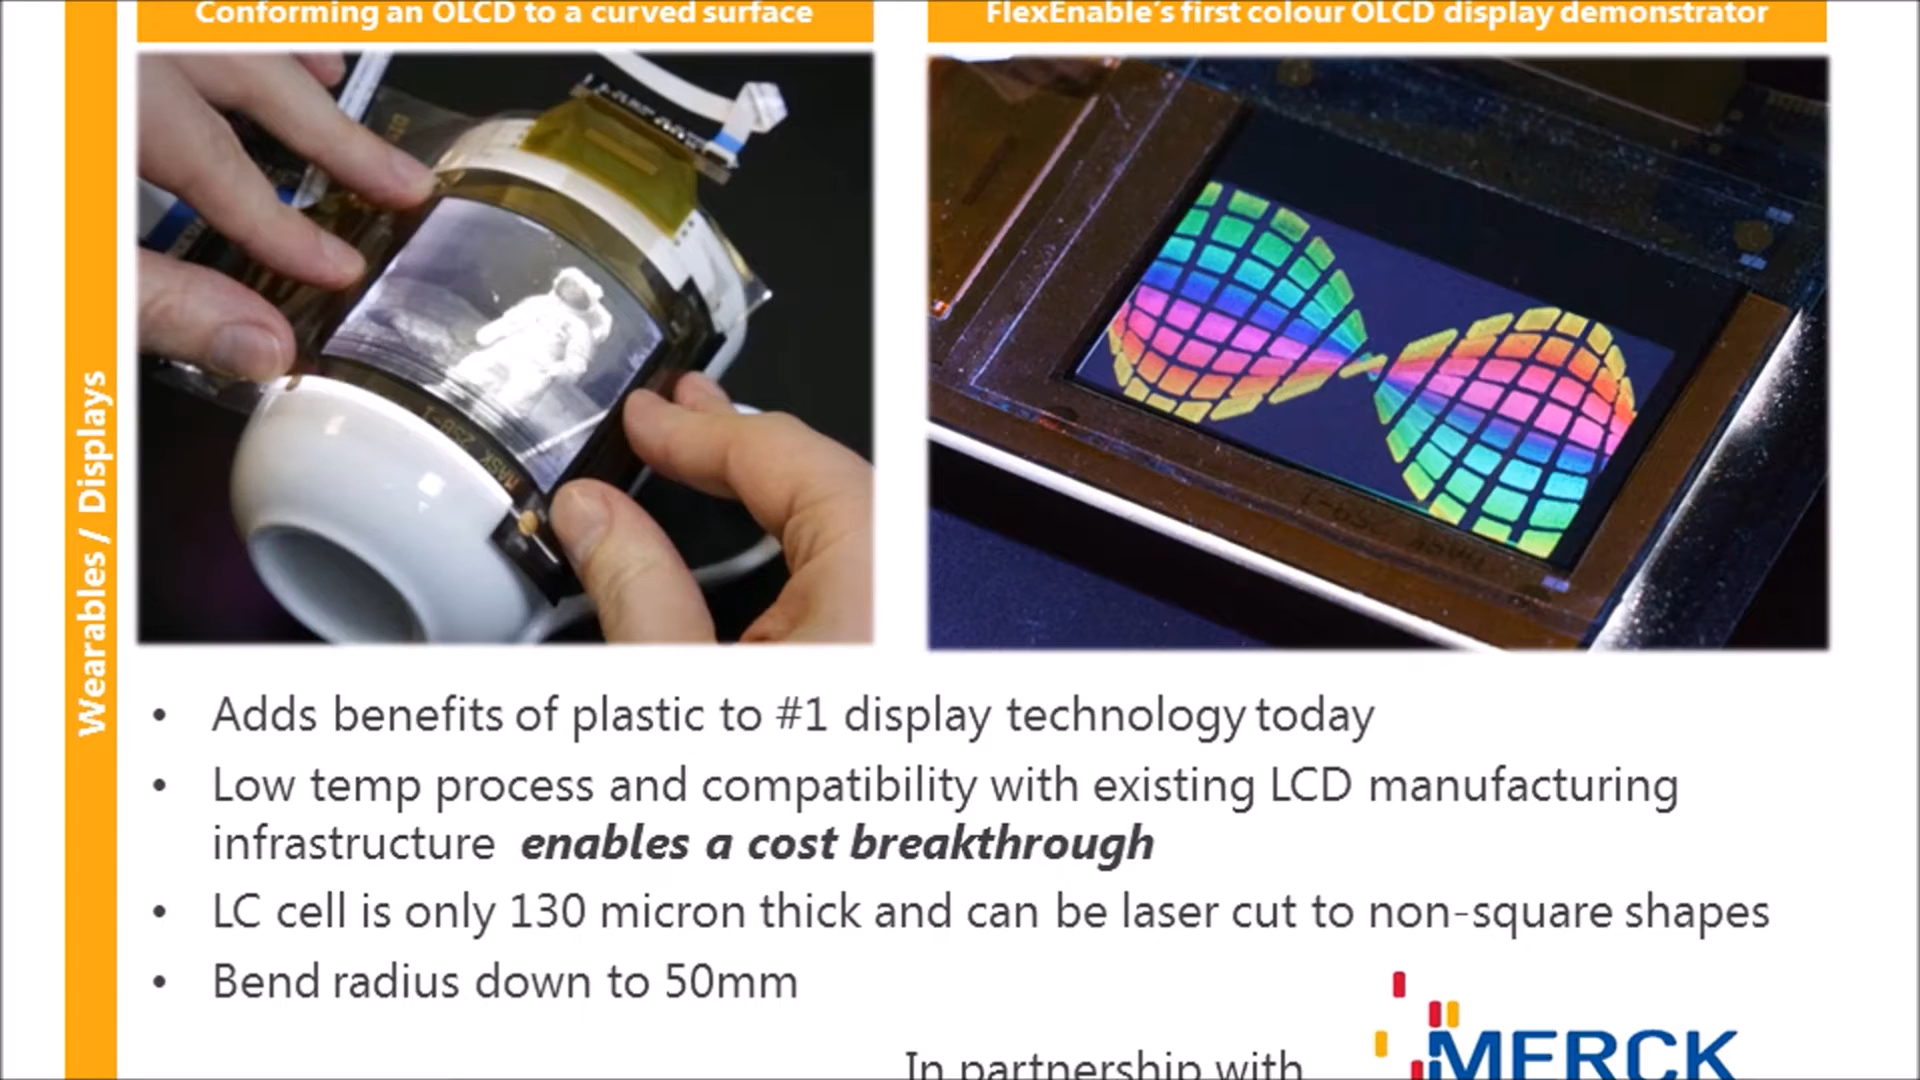 Conforming an OLCD to a curved surface
FlexEnable's first colour OLCD display demonstrator
Wearables / Displays
• Adds benefits of plastic to #1 display technology today
• Low temp process and compatibility with existing LCD manufacturing
infrastructure enables a cost breakthrough
• LC cell is only 130 micron thick and can be laser cut to non-square shapes
• Bend radius down to 50mm
In partnership with
MERCK